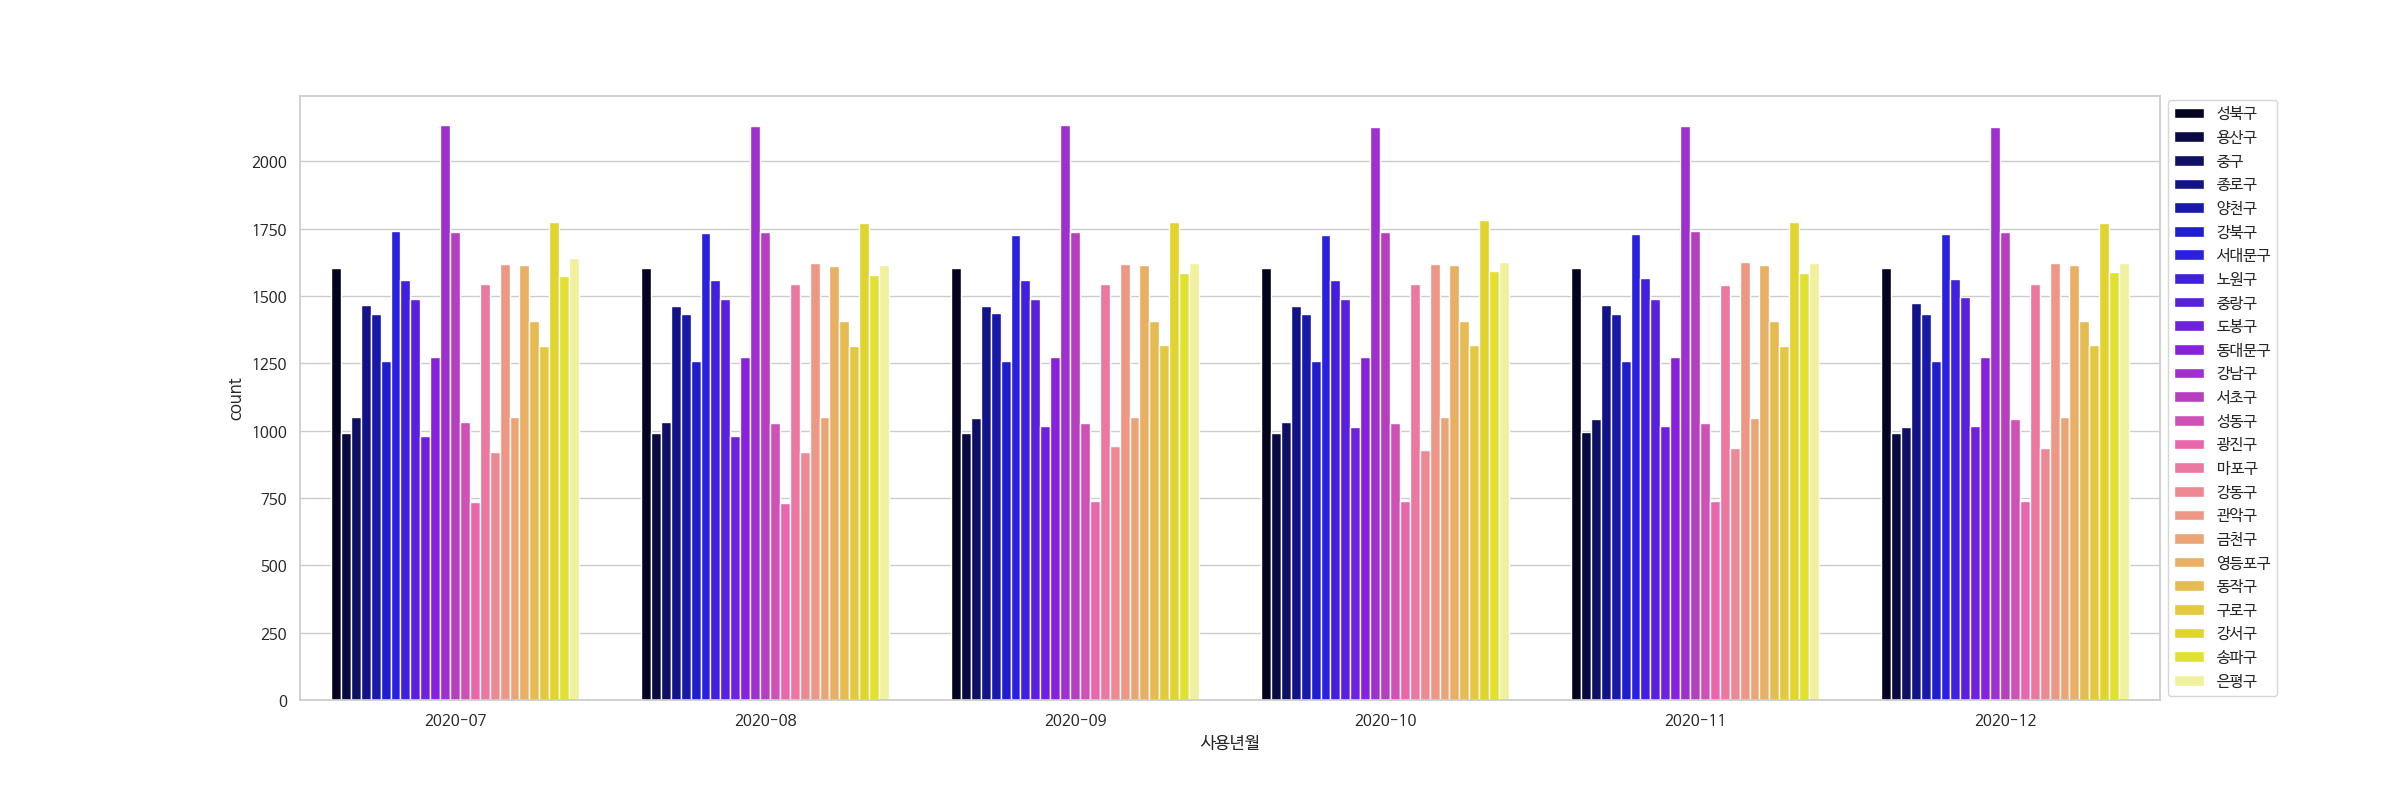 2000
1750
1500
1250
1000
750
500
250
0
count
2020-07
2020-08
2020-09
2020-10
2020-11
2020-12
사용년월
성북구
용산구
중구
종로구
양천구
강북구
서대문구
노원구
중랑구
도봉구
동대문구
강남구
서초구
성동구
광진구
마포구
강동구
관악구
금천구
영등포구
동작구
구로구
강서구
송파구
은평구